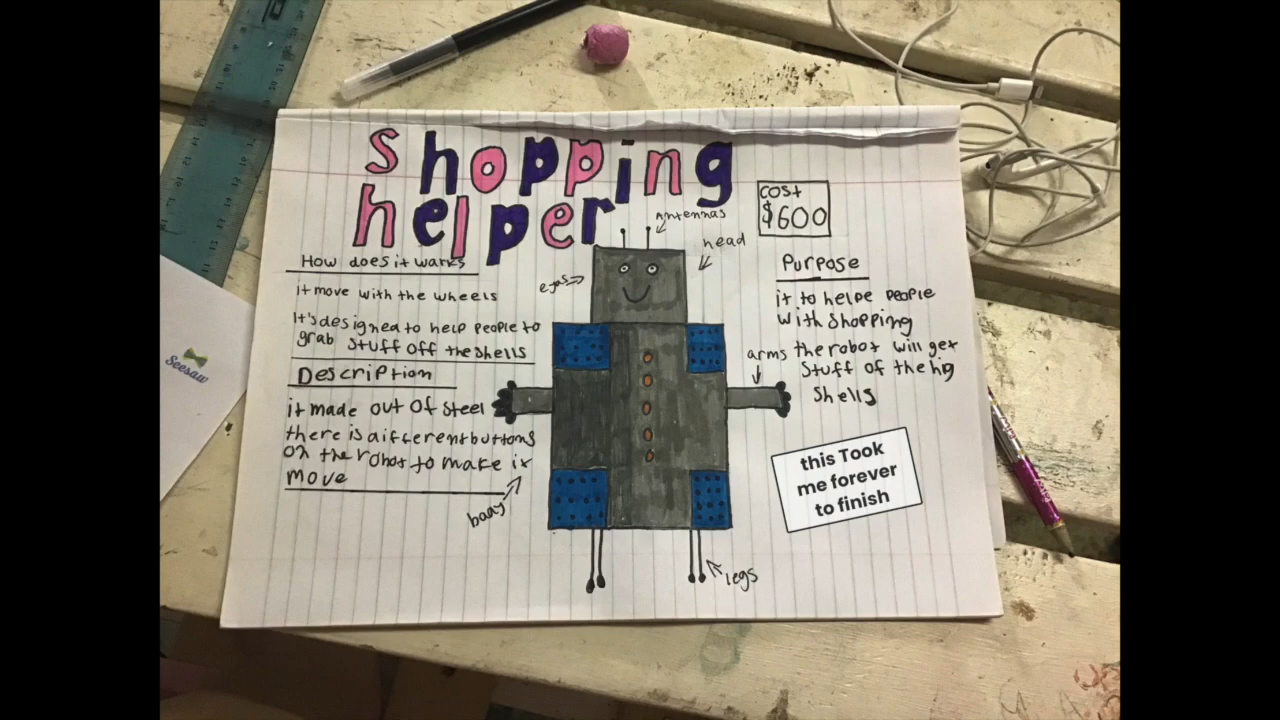 shopping
helper
cost
$600
Antennas
head
eyes
How does it works
it move with the wheels
It's designed to help people to
grab stuff off the shells
Description
it made out of steel
there is different buttons
on the robot to make it
move
body
Purpose
it to helpe people
with shopping
the robot will get
stuff of the hig
shells
arms
this Took
me forever
to finish
legs
Seesaw